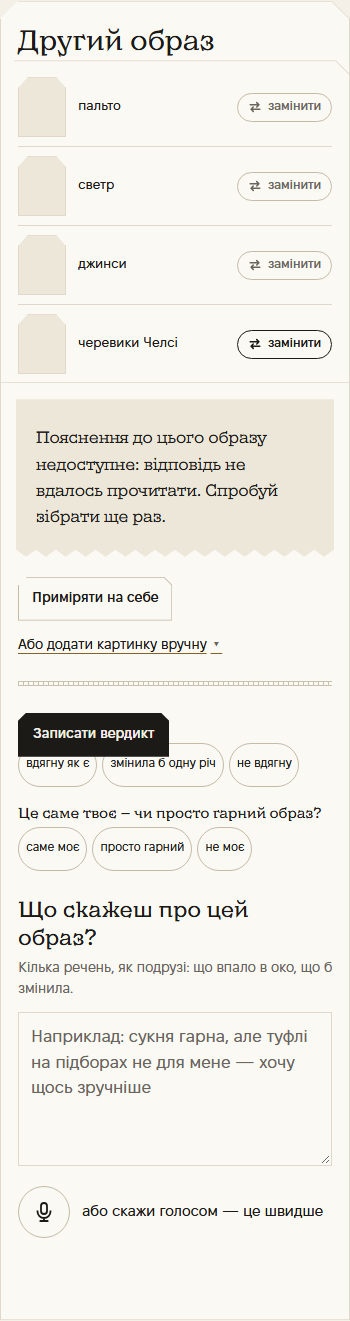 Другий образ
пальто
замінити
светр
замінити
джинси
замінити
черевики Челсі
замінити
Пояснення до цього образу
недоступне: відповідь не
вдалось прочитати. Спробуй
зібрати ще раз.
Приміряти на себе
Або додати картинку вручну
Записати вердикт
вдягну як є
змінила б одну річ
не вдягну
Це саме твоє — чи просто гарний образ?
саме моє
просто гарний
не моє
Що скажеш про цей
образ?
Кілька речень, як подрузі: що впало в око, що б
змінила.
Наприклад: сукня гарна, але туфлі
на підборах не для мене — хочу
щось зручніше
або скажи голосом — це швидше